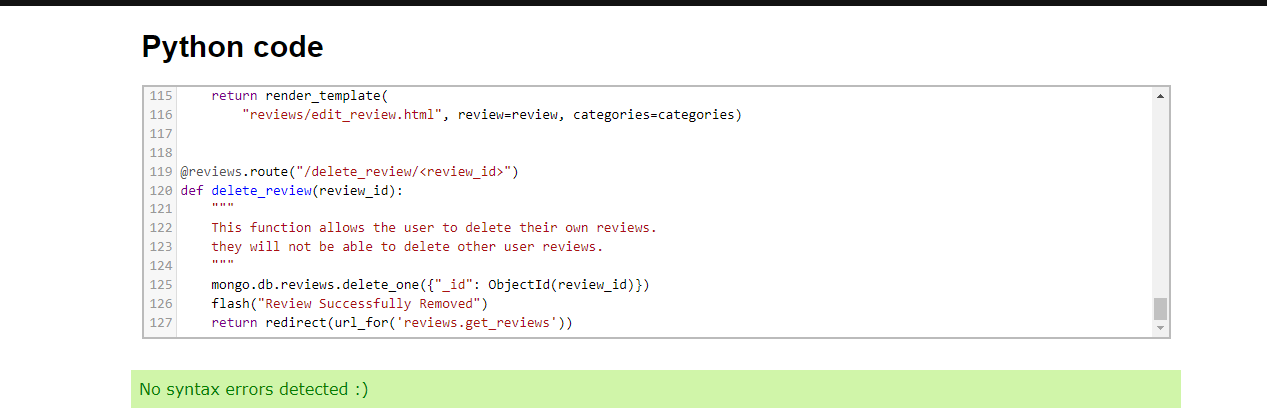 Python code
115     return render_template(
116         "reviews/edit_review.html", review=review, categories=categories)
117
118
119 @reviews.route("/delete_review/<review_id>")
120 def delete_review(review_id):
121     """
122     This function allows the user to delete their own reviews.
123     they will not be able to delete other user reviews.
124     """
125     mongo.db.reviews.delete_one({"_id": ObjectId(review_id)})
126     flash("Review Successfully Removed")
127     return redirect(url_for('reviews.get_reviews'))
No syntax errors detected :)